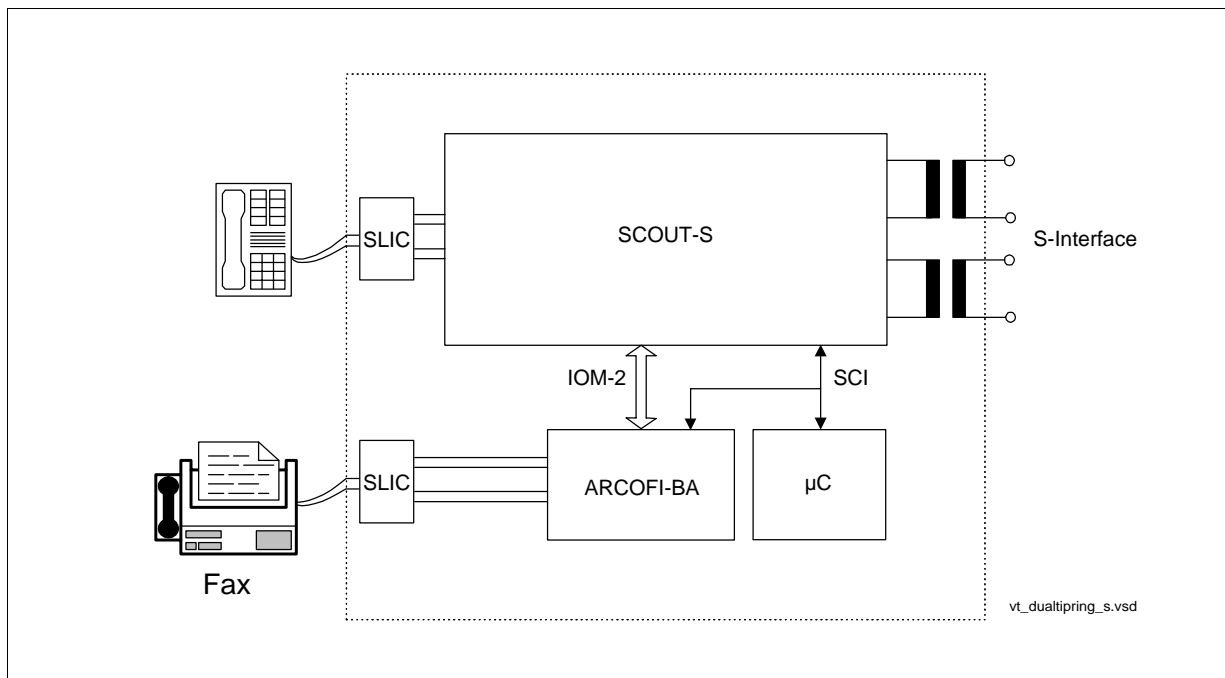 SLIC
SCOUT-S
S-Interface
IOM-2
SCI
SLIC
ARCOFI-BA
µC
Fax
vt_dualtipring_s.vsd